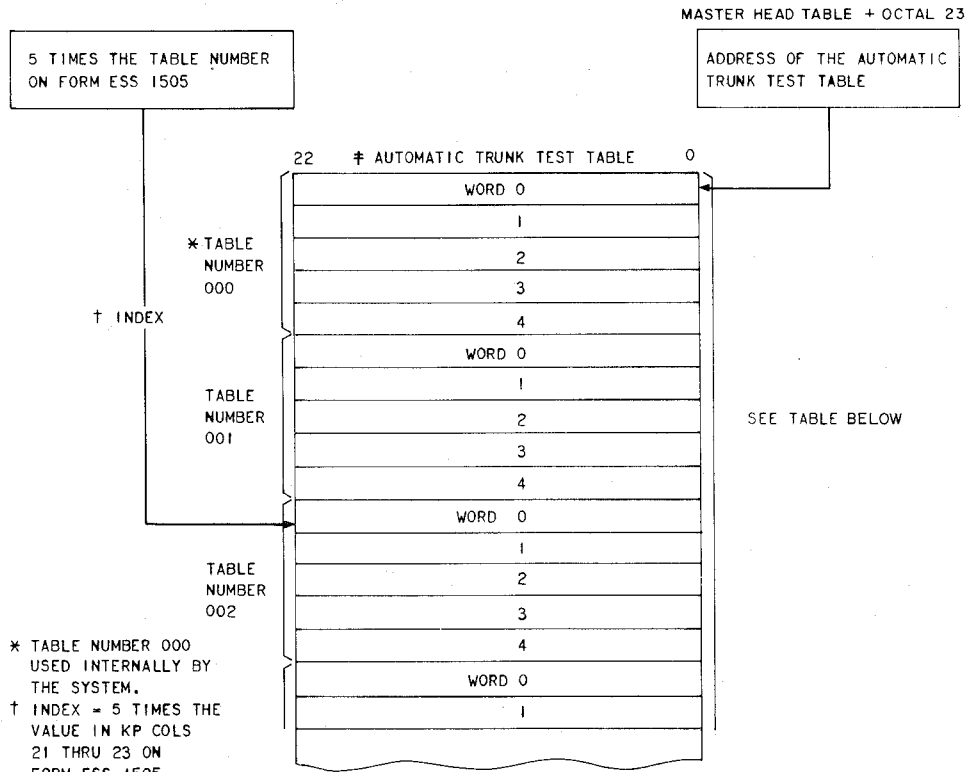 MASTER HEAD TABLE + OCTAL 23
5 TIMES THE TABLE NUMBER
ON FORM ESS 1505
ADDRESS OF THE AUTOMATIC
TRUNK TEST TABLE
22 ‡ AUTOMATIC TRUNK TEST TABLE 0
WORD 0
1
* TABLE
NUMBER
000
2
3
4
† INDEX
WORD 0
1
TABLE
NUMBER
001
2
3
4
SEE TABLE BELOW
WORD 0
1
TABLE
NUMBER
002
2
3
4
WORD 0
1
* TABLE NUMBER 000
USED INTERNALLY BY
THE SYSTEM.
† INDEX = 5 TIMES THE
VALUE IN KP COLS
21 THRU 23 ON
FORM ESS 1505